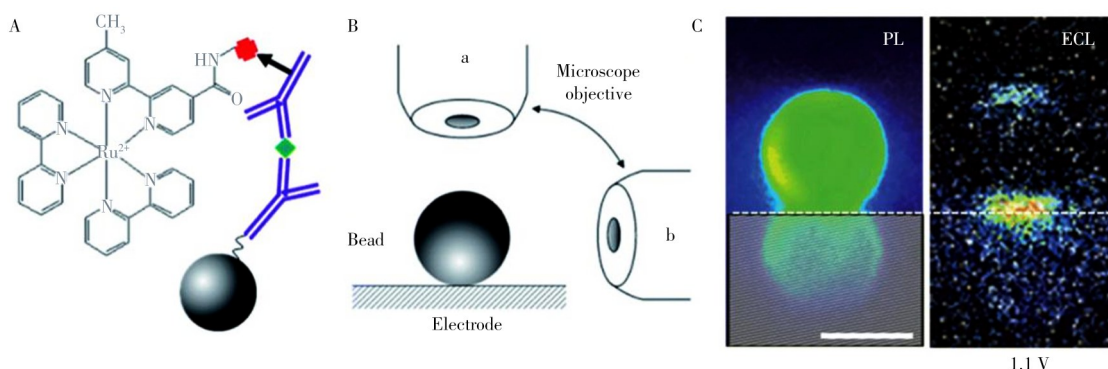 A
CH₃
HN
O
N
N
N
N
N
N
Ru²⁺
B
a
Microscope
objective
b
Bead
Electrode
C
PL
ECL
1.1 V